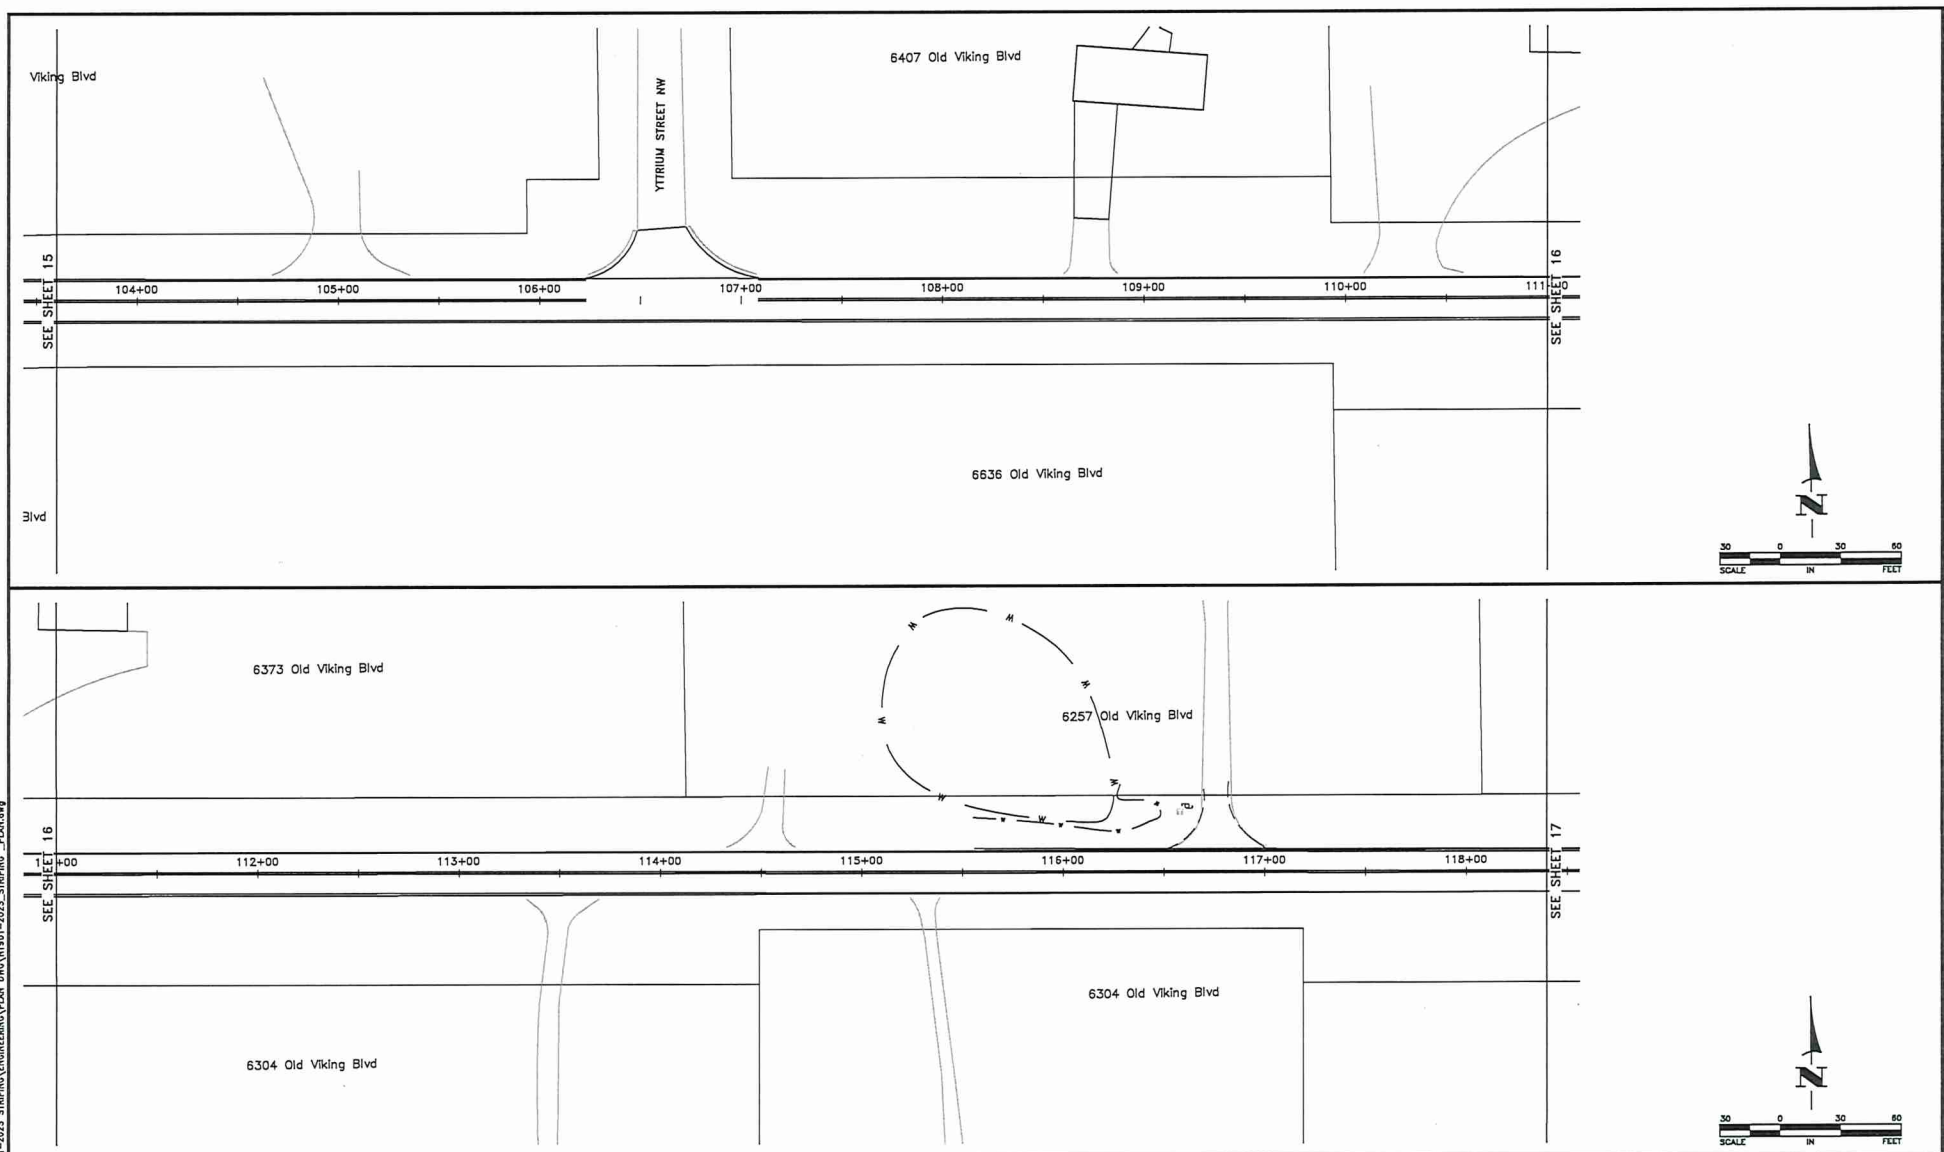 Viking Blvd
YTTRIUM STREET NW
6407 Old Viking Blvd
SEE SHEET 15
104+00
105+00
106+00
107+00
108+00
109+00
110+00
SEE SHEET 16
6636 Old Viking Blvd
Blvd
N
30 0 30 60
SCALE IN FEET
6373 Old Viking Blvd
W
W
W
W
6257 Old Viking Blvd
W
W
W
SEE SHEET 16
112+00
113+00
114+00
115+00
116+00
117+00
118+00
SEE SHEET 17
6304 Old Viking Blvd
6304 Old Viking Blvd
N
30 0 30 60
SCALE IN FEET